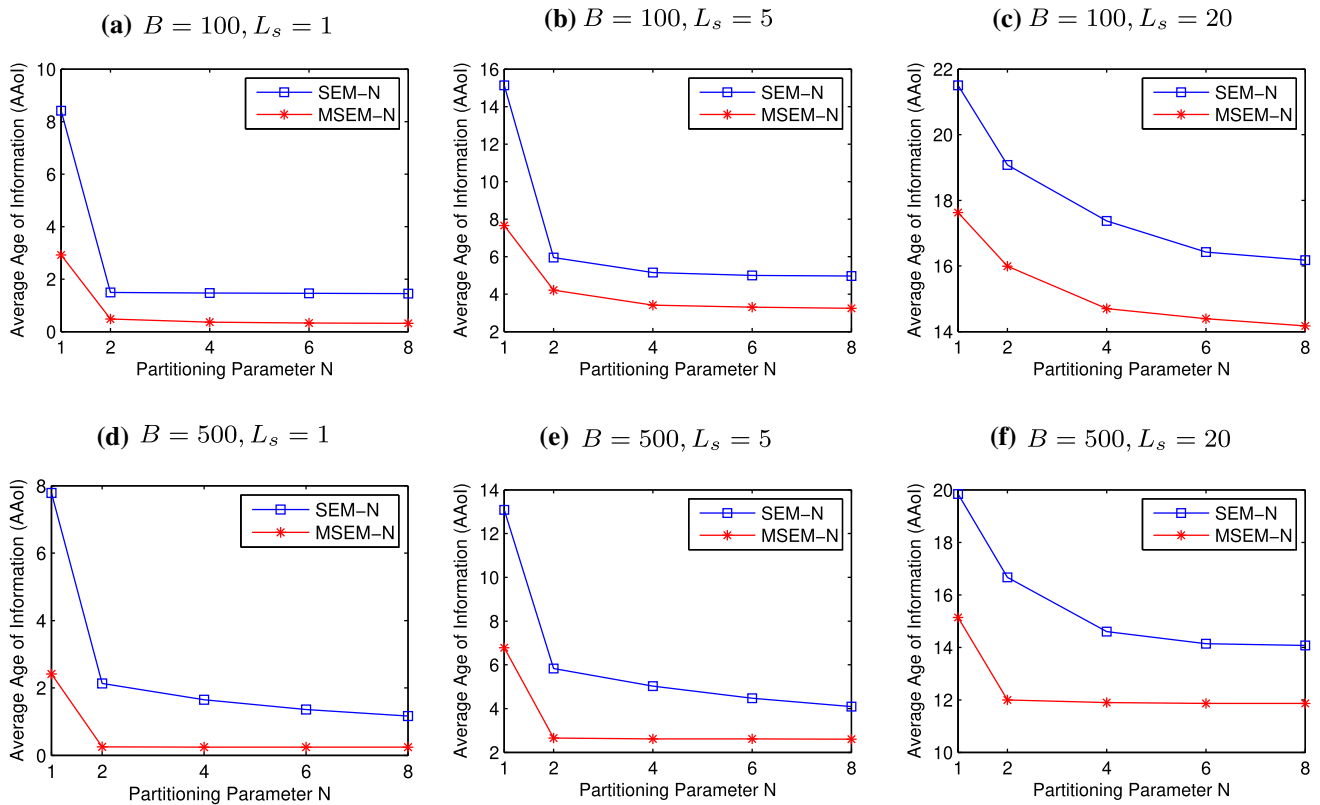 (a) B = 100, Lₛ = 1
10
8
6
4
2
0
1 2 4 6 8
Average Age of Information (AAoI)
Partitioning Parameter N
SEM−N
MSEM−N
(b) B = 100, Lₛ = 5
16
14
12
10
8
6
4
2
1 2 4 6 8
Average Age of Information (AAoI)
Partitioning Parameter N
SEM−N
MSEM−N
(c) B = 100, Lₛ = 20
22
20
18
16
14
1 2 4 6 8
Average Age of Information (AAoI)
Partitioning Parameter N
SEM−N
MSEM−N
(d) B = 500, Lₛ = 1
8
6
4
2
0
1 2 4 6 8
Average Age of Information (AAoI)
Partitioning Parameter N
SEM−N
MSEM−N
(e) B = 500, Lₛ = 5
14
12
10
8
6
4
2
1 2 4 6 8
Average Age of Information (AAoI)
Partitioning Parameter N
SEM−N
MSEM−N
(f) B = 500, Lₛ = 20
20
18
16
14
12
10
1 2 4 6 8
Average Age of Information (AAoI)
Partitioning Parameter N
SEM−N
MSEM−N